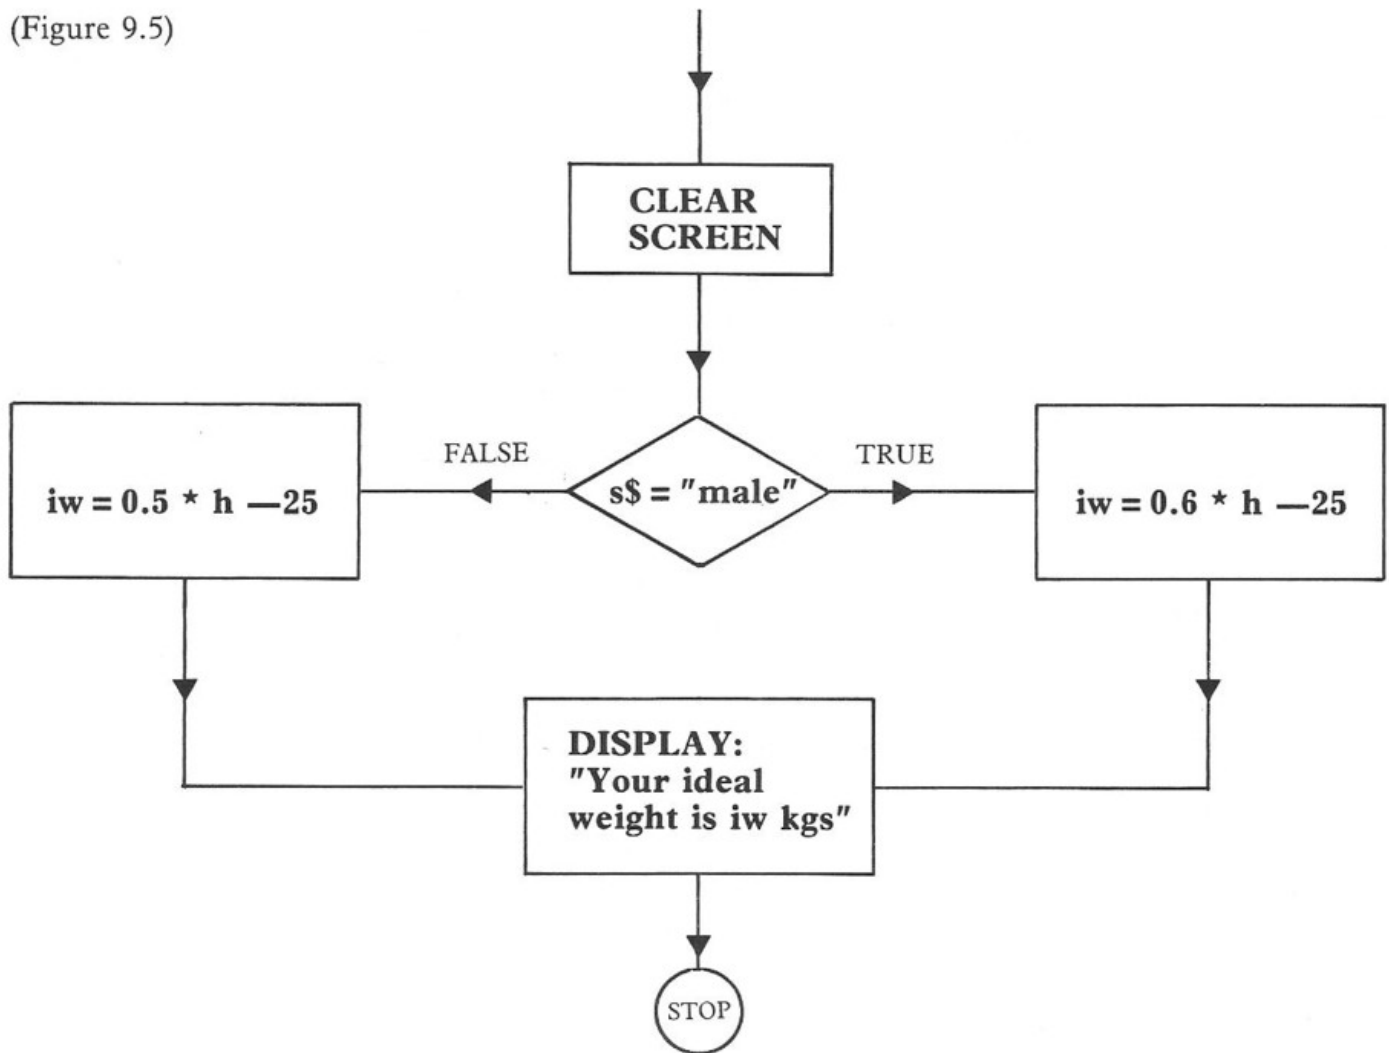 (Figure 9.5)
CLEAR
SCREEN
FALSE
TRUE
iw = 0.5 * h —25
s$ = "male"
iw = 0.6 * h —25
DISPLAY:
"Your ideal
weight is iw kgs"
STOP